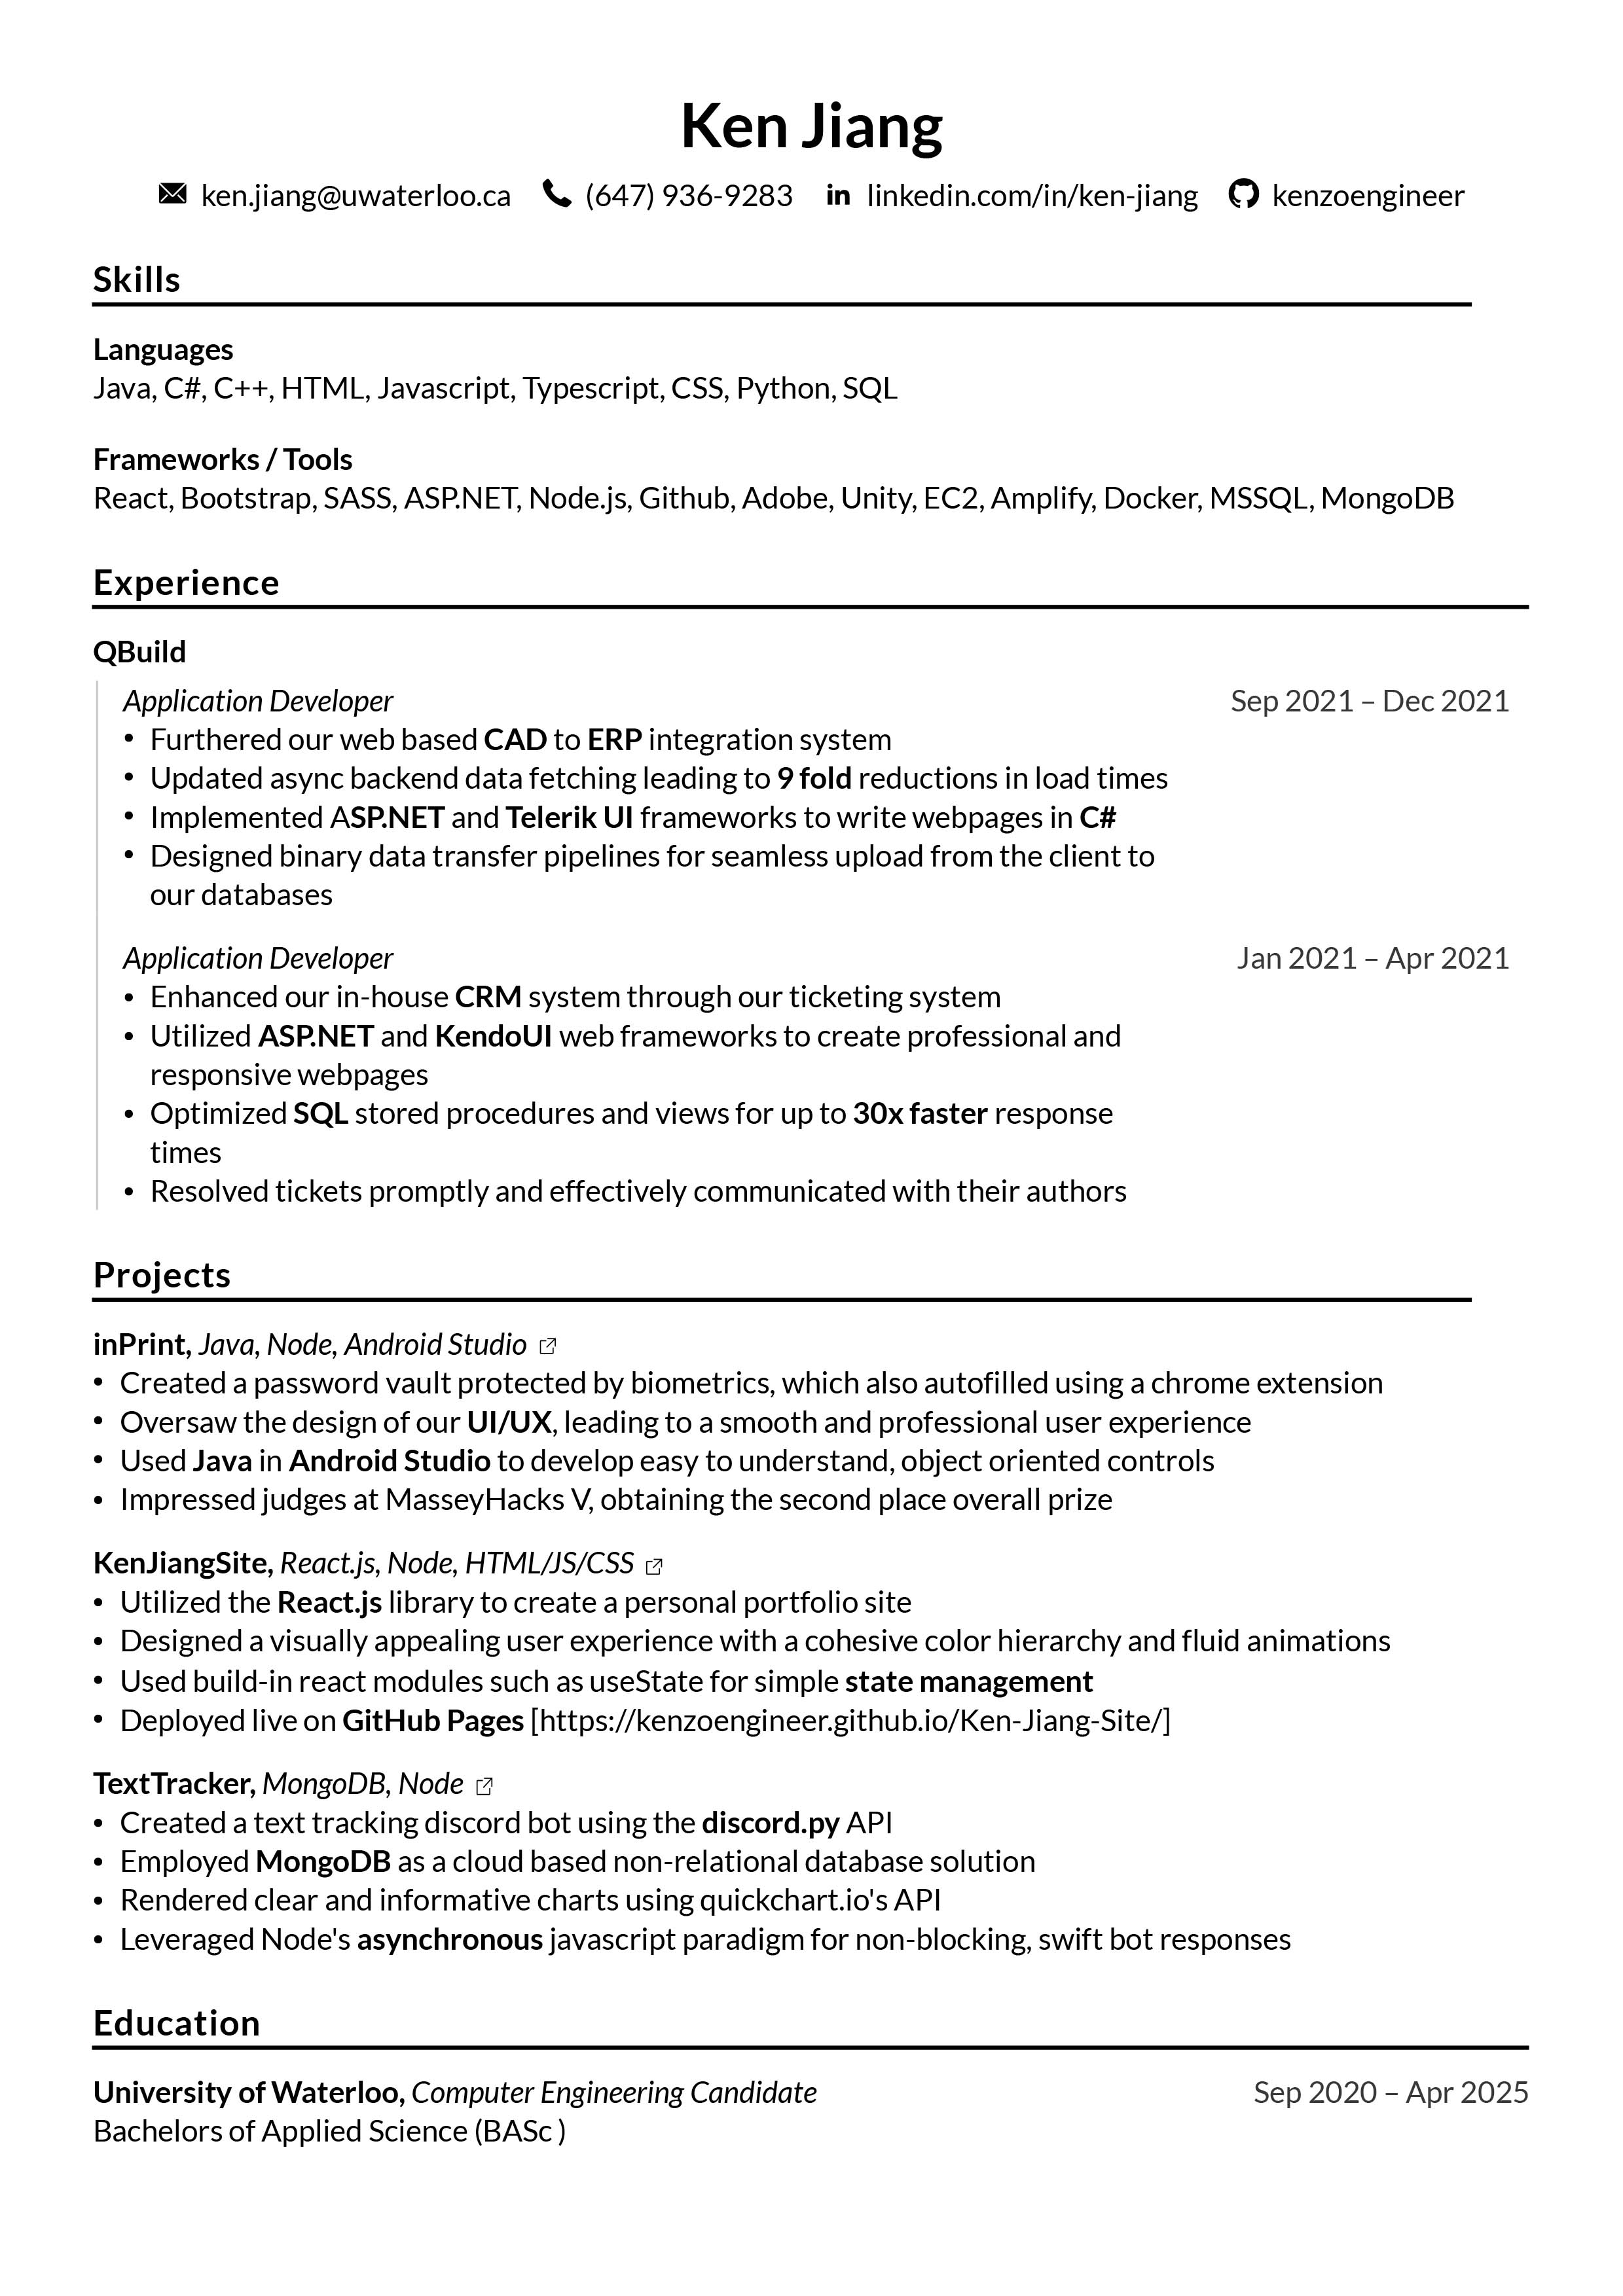 Ken Jiang
ken.jiang@uwaterloo.ca (647) 936-9283 linkedin.com/in/ken-jiang kenzoengineer
Skills
Languages
Java, C#, C++, HTML, Javascript, Typescript, CSS, Python, SQL
Frameworks / Tools
React, Bootstrap, SASS, ASP.NET, Node.js, Github, Adobe, Unity, EC2, Amplify, Docker, MSSQL, MongoDB
Experience
QBuild
Application Developer Sep 2021 – Dec 2021
• Furthered our web based CAD to ERP integration system
• Updated async backend data fetching leading to 9 fold reductions in load times
• Implemented ASP.NET and Telerik UI frameworks to write webpages in C#
• Designed binary data transfer pipelines for seamless upload from the client to
our databases
Application Developer Jan 2021 – Apr 2021
• Enhanced our in-house CRM system through our ticketing system
• Utilized ASP.NET and KendoUI web frameworks to create professional and
responsive webpages
• Optimized SQL stored procedures and views for up to 30x faster response
times
• Resolved tickets promptly and effectively communicated with their authors
Projects
inPrint, Java, Node, Android Studio
• Created a password vault protected by biometrics, which also autofilled using a chrome extension
• Oversaw the design of our UI/UX, leading to a smooth and professional user experience
• Used Java in Android Studio to develop easy to understand, object oriented controls
• Impressed judges at MasseyHacks V, obtaining the second place overall prize
KenJiangSite, React.js, Node, HTML/JS/CSS
• Utilized the React.js library to create a personal portfolio site
• Designed a visually appealing user experience with a cohesive color hierarchy and fluid animations
• Used build-in react modules such as useState for simple state management
• Deployed live on GitHub Pages [https://kenzoengineer.github.io/Ken-Jiang-Site/]
TextTracker, MongoDB, Node
• Created a text tracking discord bot using the discord.py API
• Employed MongoDB as a cloud based non-relational database solution
• Rendered clear and informative charts using quickchart.io's API
• Leveraged Node's asynchronous javascript paradigm for non-blocking, swift bot responses
Education
University of Waterloo, Computer Engineering Candidate Sep 2020 – Apr 2025
Bachelors of Applied Science (BASc )